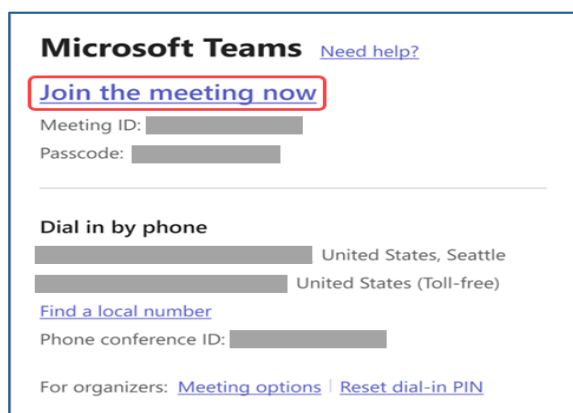 Microsoft Teams Need help?
Join the meeting now
Meeting ID:
Passcode:
Dial in by phone
United States, Seattle
United States (Toll-free)
Find a local number
Phone conference ID:
For organizers: Meeting options | Reset dial-in PIN